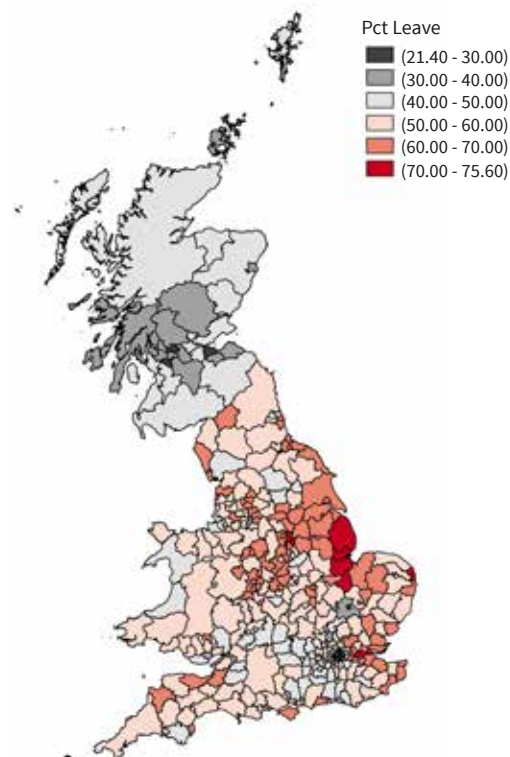 Pct Leave
(21.40 - 30.00)
(30.00 - 40.00)
(40.00 - 50.00)
(50.00 - 60.00)
(60.00 - 70.00)
(70.00 - 75.60)